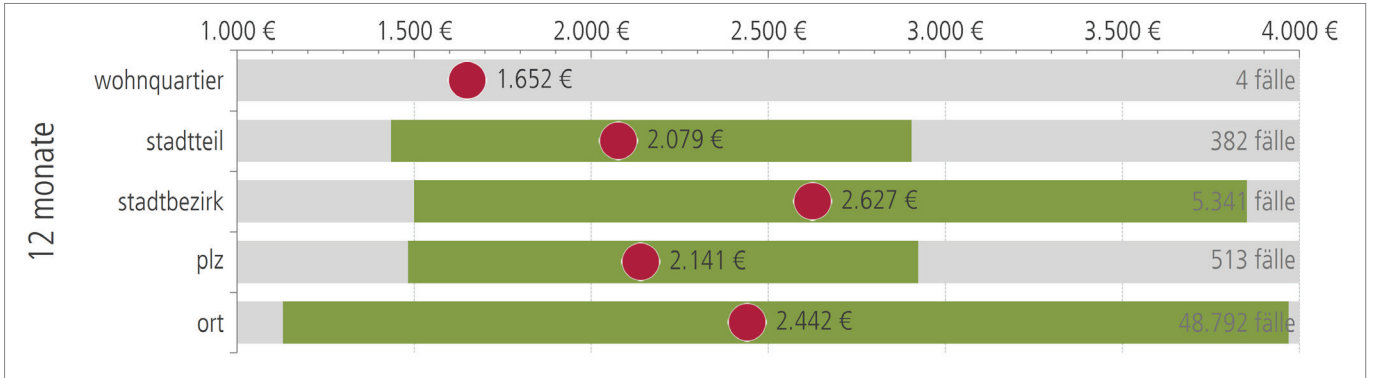 1.000 € 1.500 € 2.000 € 2.500 € 3.000 € 3.500 € 4.000 €
12 monate
wohnquartier 1.652 € 4 fälle
stadtteil 2.079 € 382 fälle
stadtbezirk 2.627 € 5.341 fälle
plz 2.141 € 513 fälle
ort 2.442 € 48.792 fälle